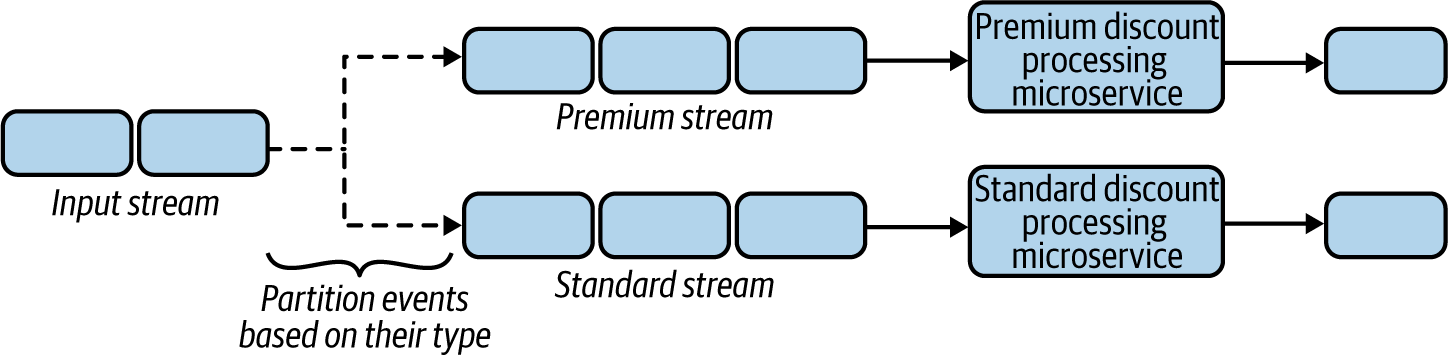 Input stream
Partition events
based on their type
Premium stream
Premium discount
processing
microservice
Standard stream
Standard discount
processing
microservice